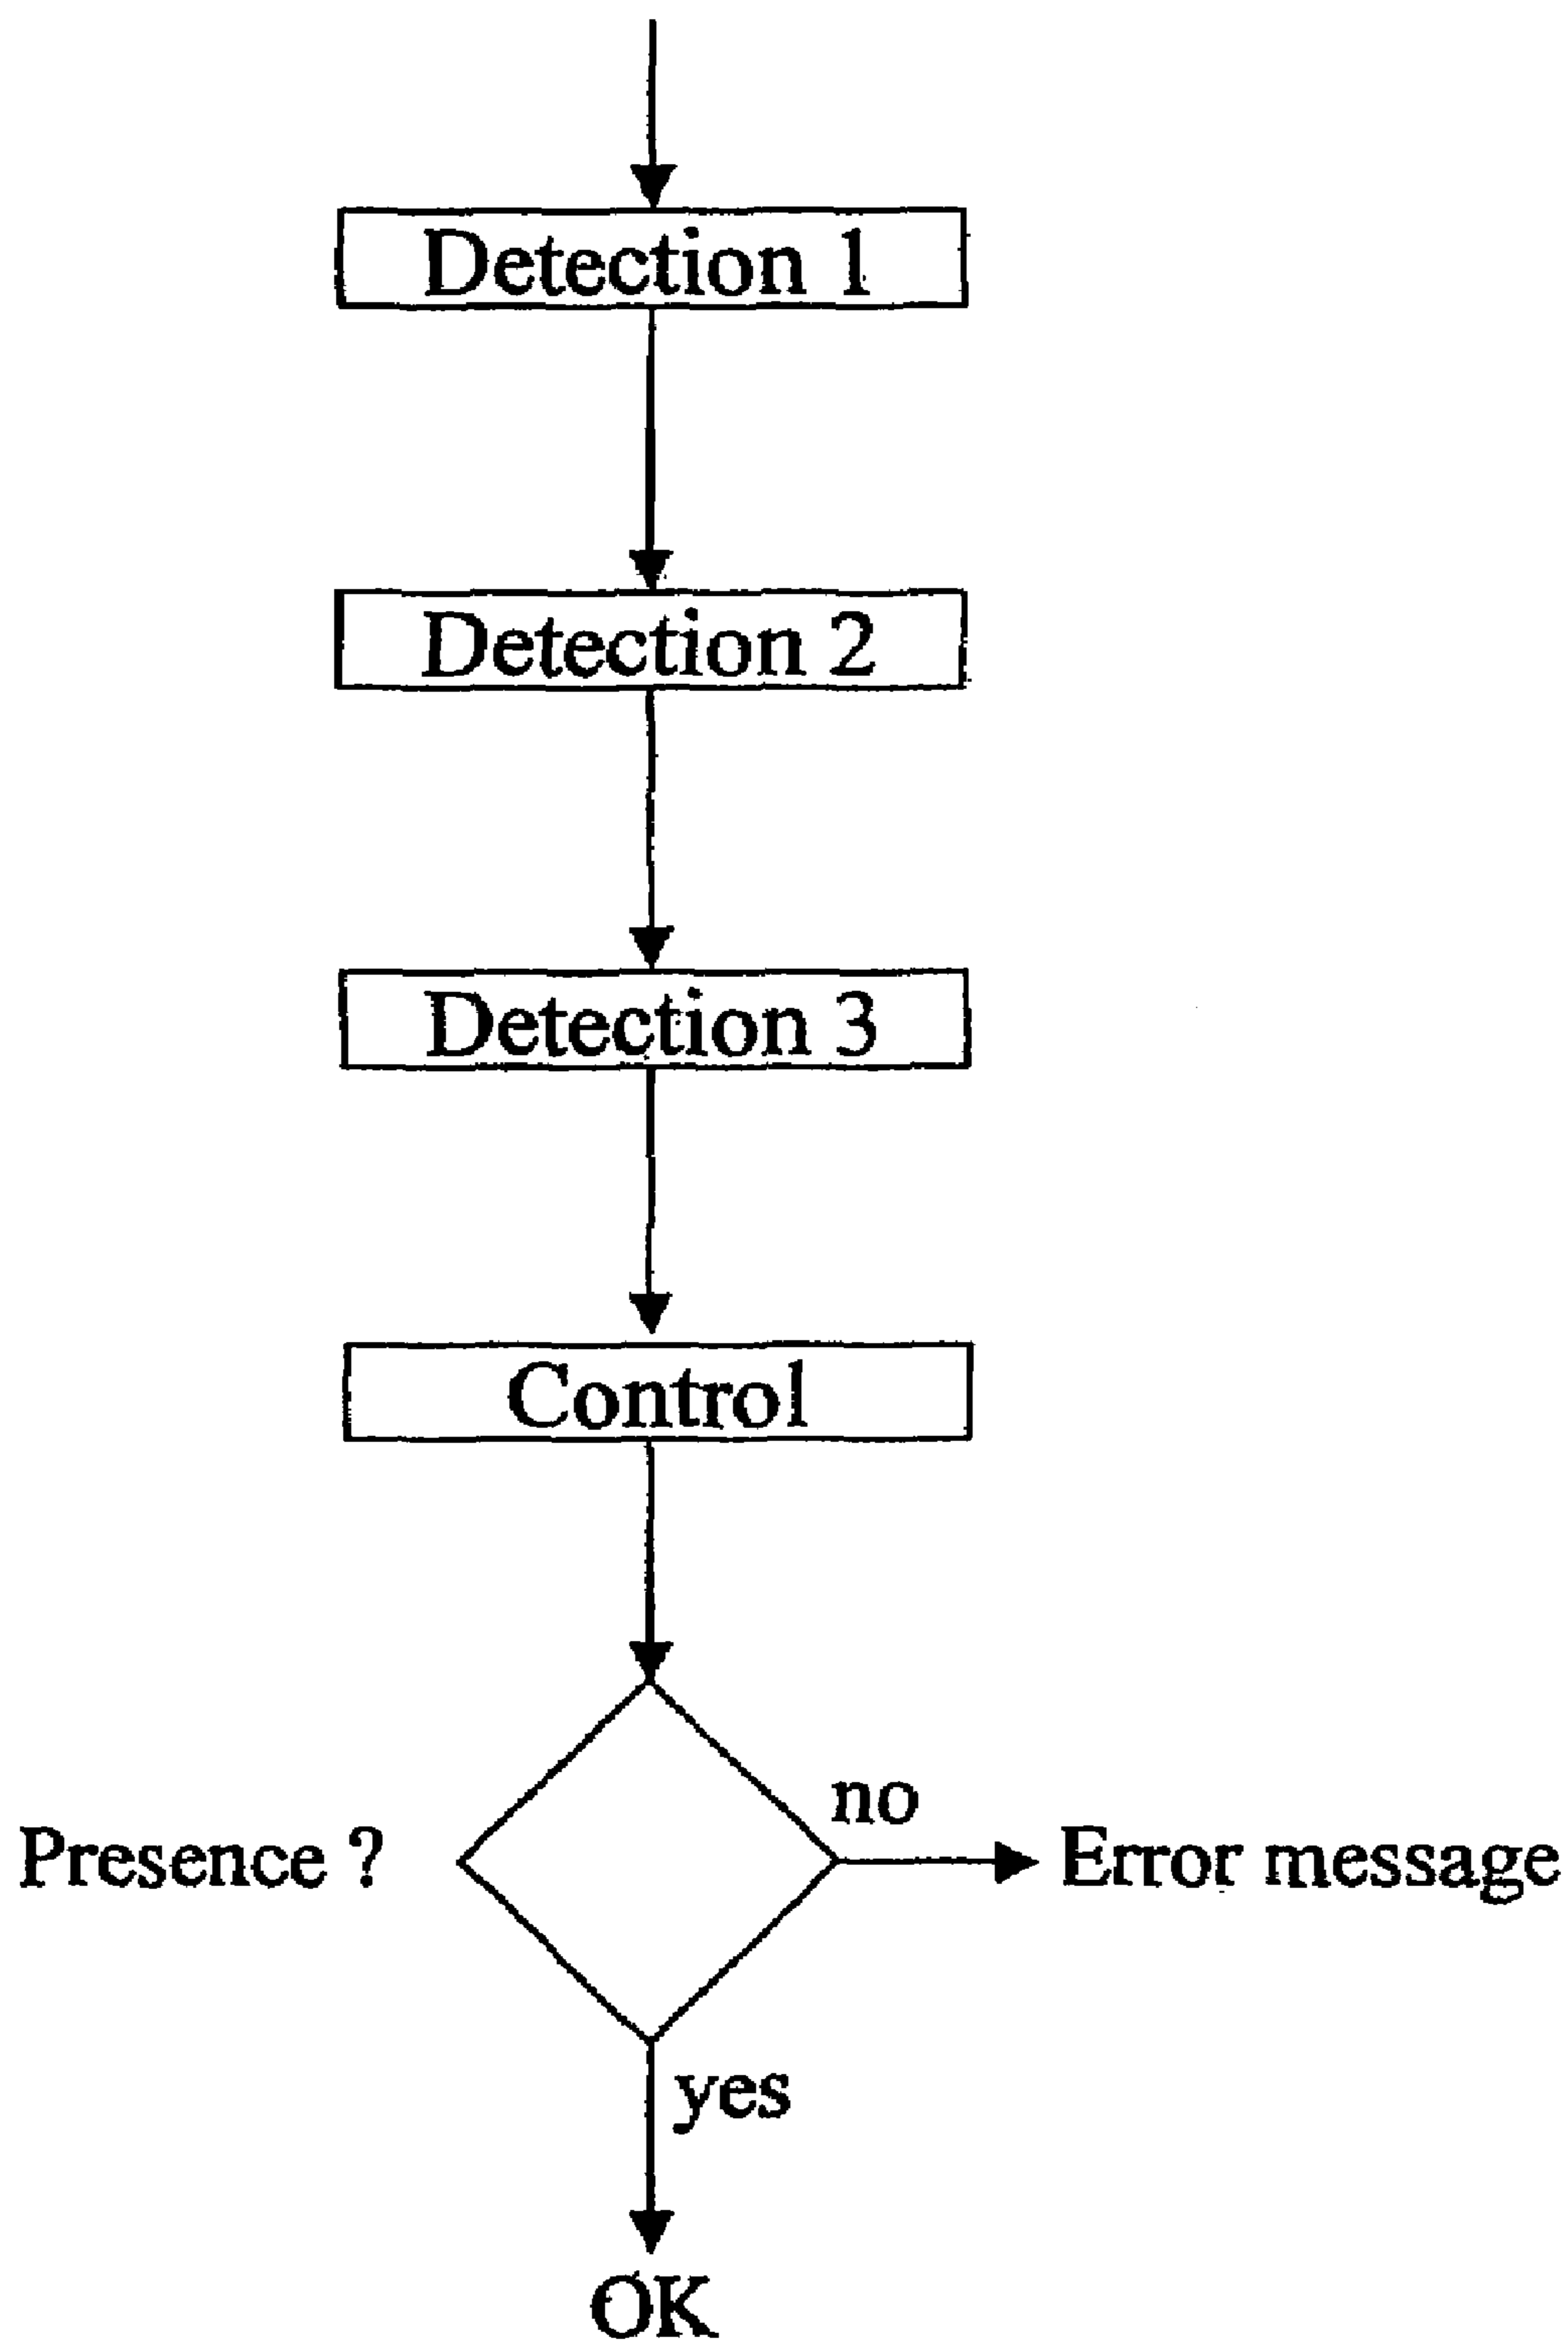 Detection 1
Detection 2
Detection 3
Control
no
Presence ?
Error message
yes
OK